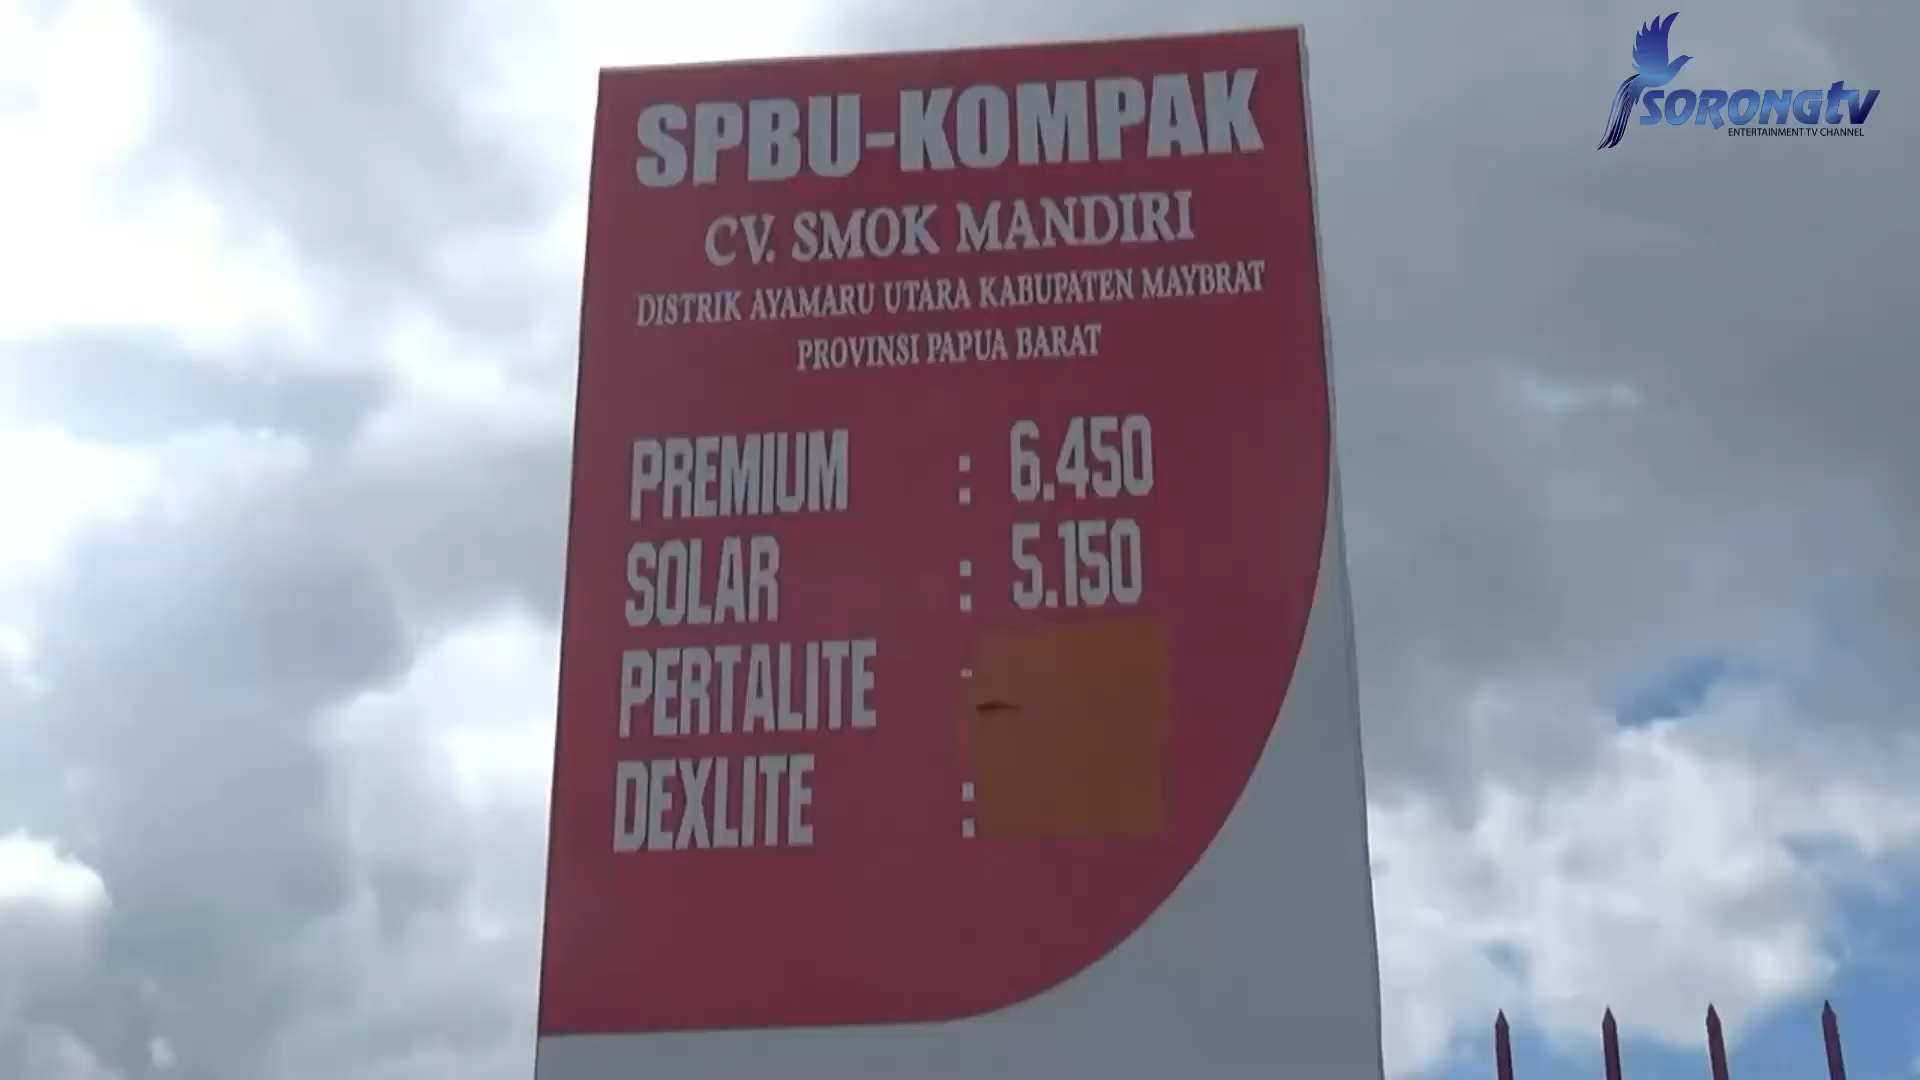 SORONGtv
ENTERTAINMENT TV CHANNEL
SPBU-KOMPAK
CV. SMOK MANDIRI
DISTRIK AYAMARU UTARA KABUPATEN MAYBRAT
PROVINSI PAPUA BARAT
PREMIUM : 6.450
SOLAR : 5.150
PERTALITE
DEXLITE :